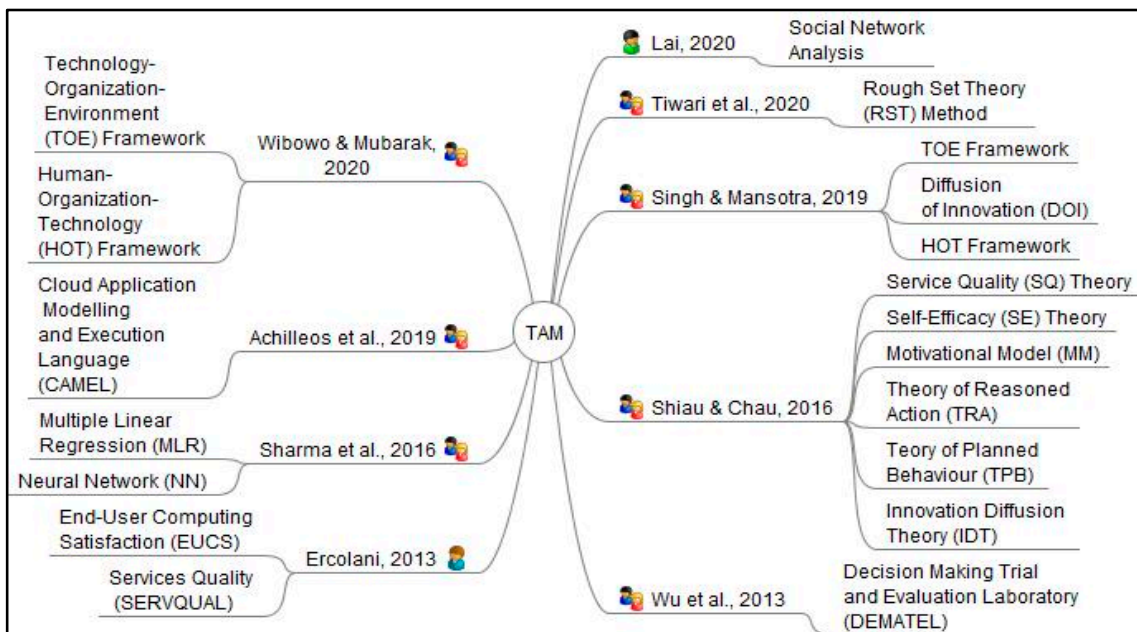 Technology-
Organization-
Environment
(TOE) Framework
Human-
Organization-
Technology
(HOT) Framework
Wibowo & Mubarak,
2020
Cloud Application
Modelling
and Execution
Language
(CAMEL)
Achilleos et al., 2019
Multiple Linear
Regression (MLR)
Neural Network (NN)
Sharma et al., 2016
End-User Computing
Satisfaction (EUCS)
Services Quality
(SERVQUAL)
Ercolani, 2013
TAM
Lai, 2020
Social Network
Analysis
Tiwari et al., 2020
Rough Set Theory
(RST) Method
Singh & Mansotra, 2019
TOE Framework
Diffusion
of Innovation (DOI)
HOT Framework
Shiau & Chau, 2016
Service Quality (SQ) Theory
Self-Efficacy (SE) Theory
Motivational Model (MM)
Theory of Reasoned
Action (TRA)
Teory of Planned
Behaviour (TPB)
Innovation Diffusion
Theory (IDT)
Wu et al., 2013
Decision Making Trial
and Evaluation Laboratory
(DEMATEL)